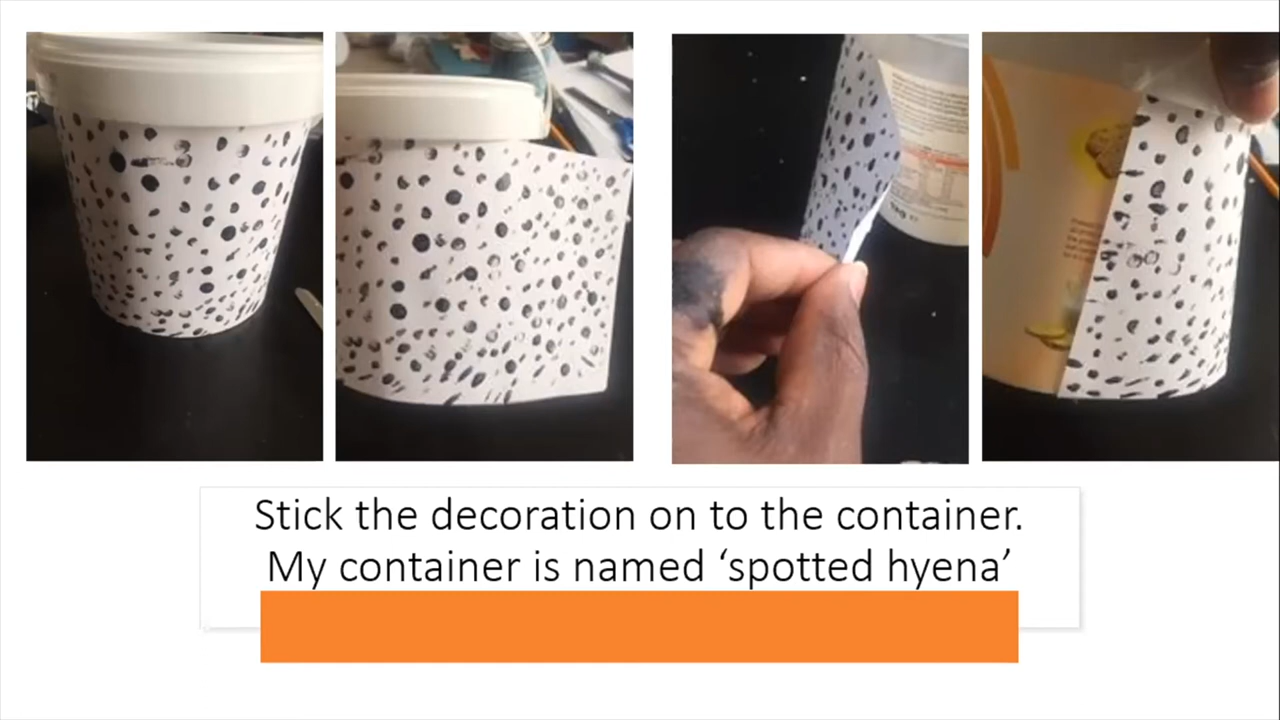 Stick the decoration on to the container.
My container is named ‘spotted hyena’